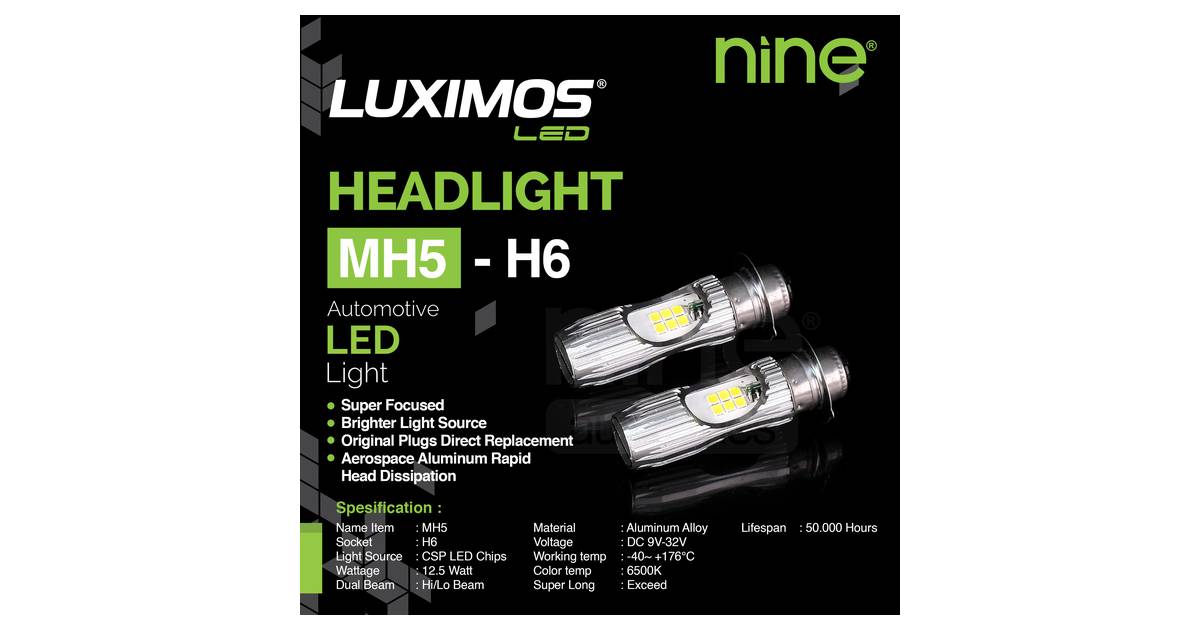 nine®
LUXIMOS®
LED
HEADLIGHT
MH5 - H6
Automotive
LED
Light
Super Focused
Brighter Light Source
Original Plugs Direct Replacement
Aerospace Aluminum Rapid
Head Dissipation
Spesification :
Name Item : MH5
Socket : H6
Light Source : CSP LED Chips
Wattage : 12.5 Watt
Dual Beam : Hi/Lo Beam
Material : Aluminum Alloy
Voltage : DC 9V-32V
Working temp : -40~ +176°C
Color temp : 6500K
Super Long : Exceed
Lifespan : 50.000 Hours